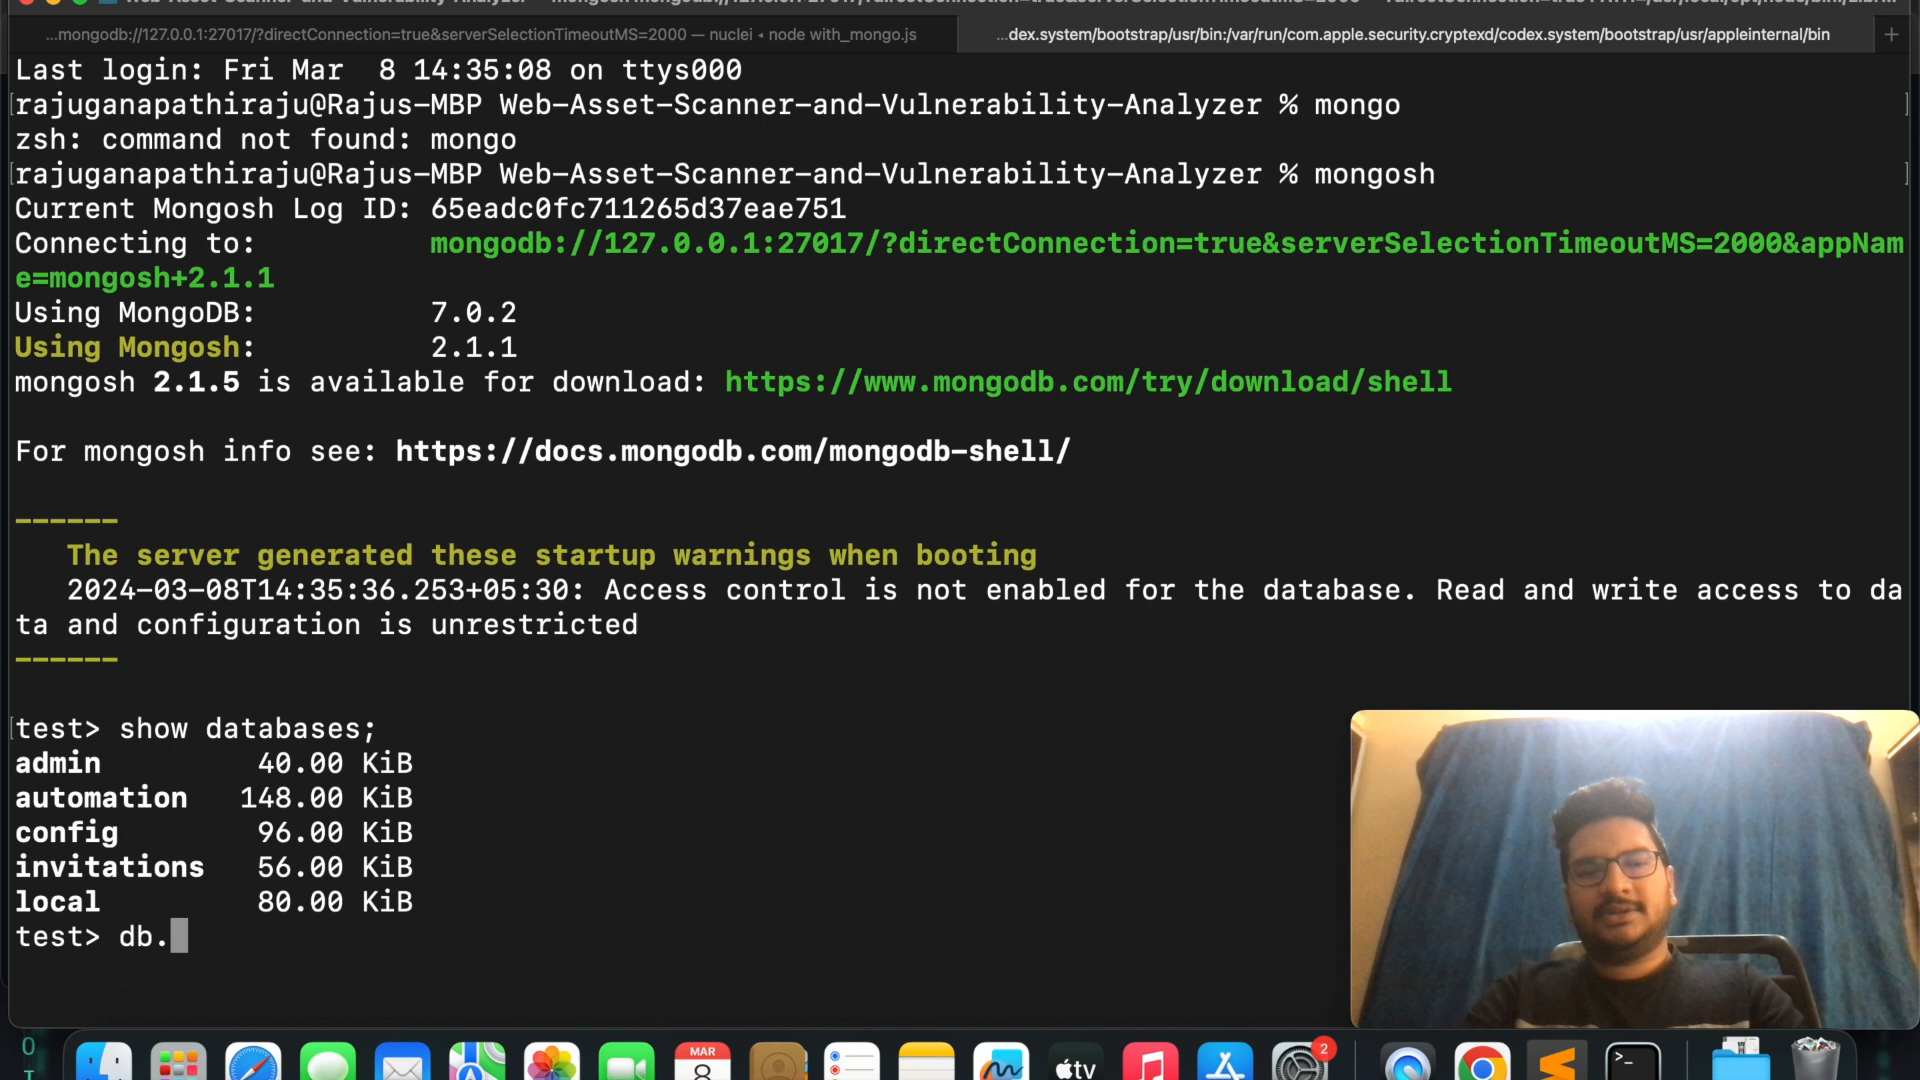 ...mongodb://127.0.0.1:27017/?directConnection=true&serverSelectionTimeoutMS=2000 — nuclei ◂ node with_mongo.js
...dex.system/bootstrap/usr/bin:/var/run/com.apple.security.cryptexd/codex.system/bootstrap/usr/appleinternal/bin
Last login: Fri Mar  8 14:35:08 on ttys000
[rajuganapathiraju@Rajus-MBP Web-Asset-Scanner-and-Vulnerability-Analyzer % mongo ]
zsh: command not found: mongo
[rajuganapathiraju@Rajus-MBP Web-Asset-Scanner-and-Vulnerability-Analyzer % mongosh ]
Current Mongosh Log ID: 65eadc0fc711265d37eae751
Connecting to: mongodb://127.0.0.1:27017/?directConnection=true&serverSelectionTimeoutMS=2000&appNam
e=mongosh+2.1.1
Using MongoDB: 7.0.2
Using Mongosh: 2.1.1
mongosh 2.1.5 is available for download: https://www.mongodb.com/try/download/shell
For mongosh info see: https://docs.mongodb.com/mongodb-shell/
------
The server generated these startup warnings when booting
2024-03-08T14:35:36.253+05:30: Access control is not enabled for the database. Read and write access to da
ta and configuration is unrestricted
------
[test> show databases;
admin 40.00 KiB
automation 148.00 KiB
config 96.00 KiB
invitations 56.00 KiB
local 80.00 KiB
test> db.
MAR
8
tv
2
>_